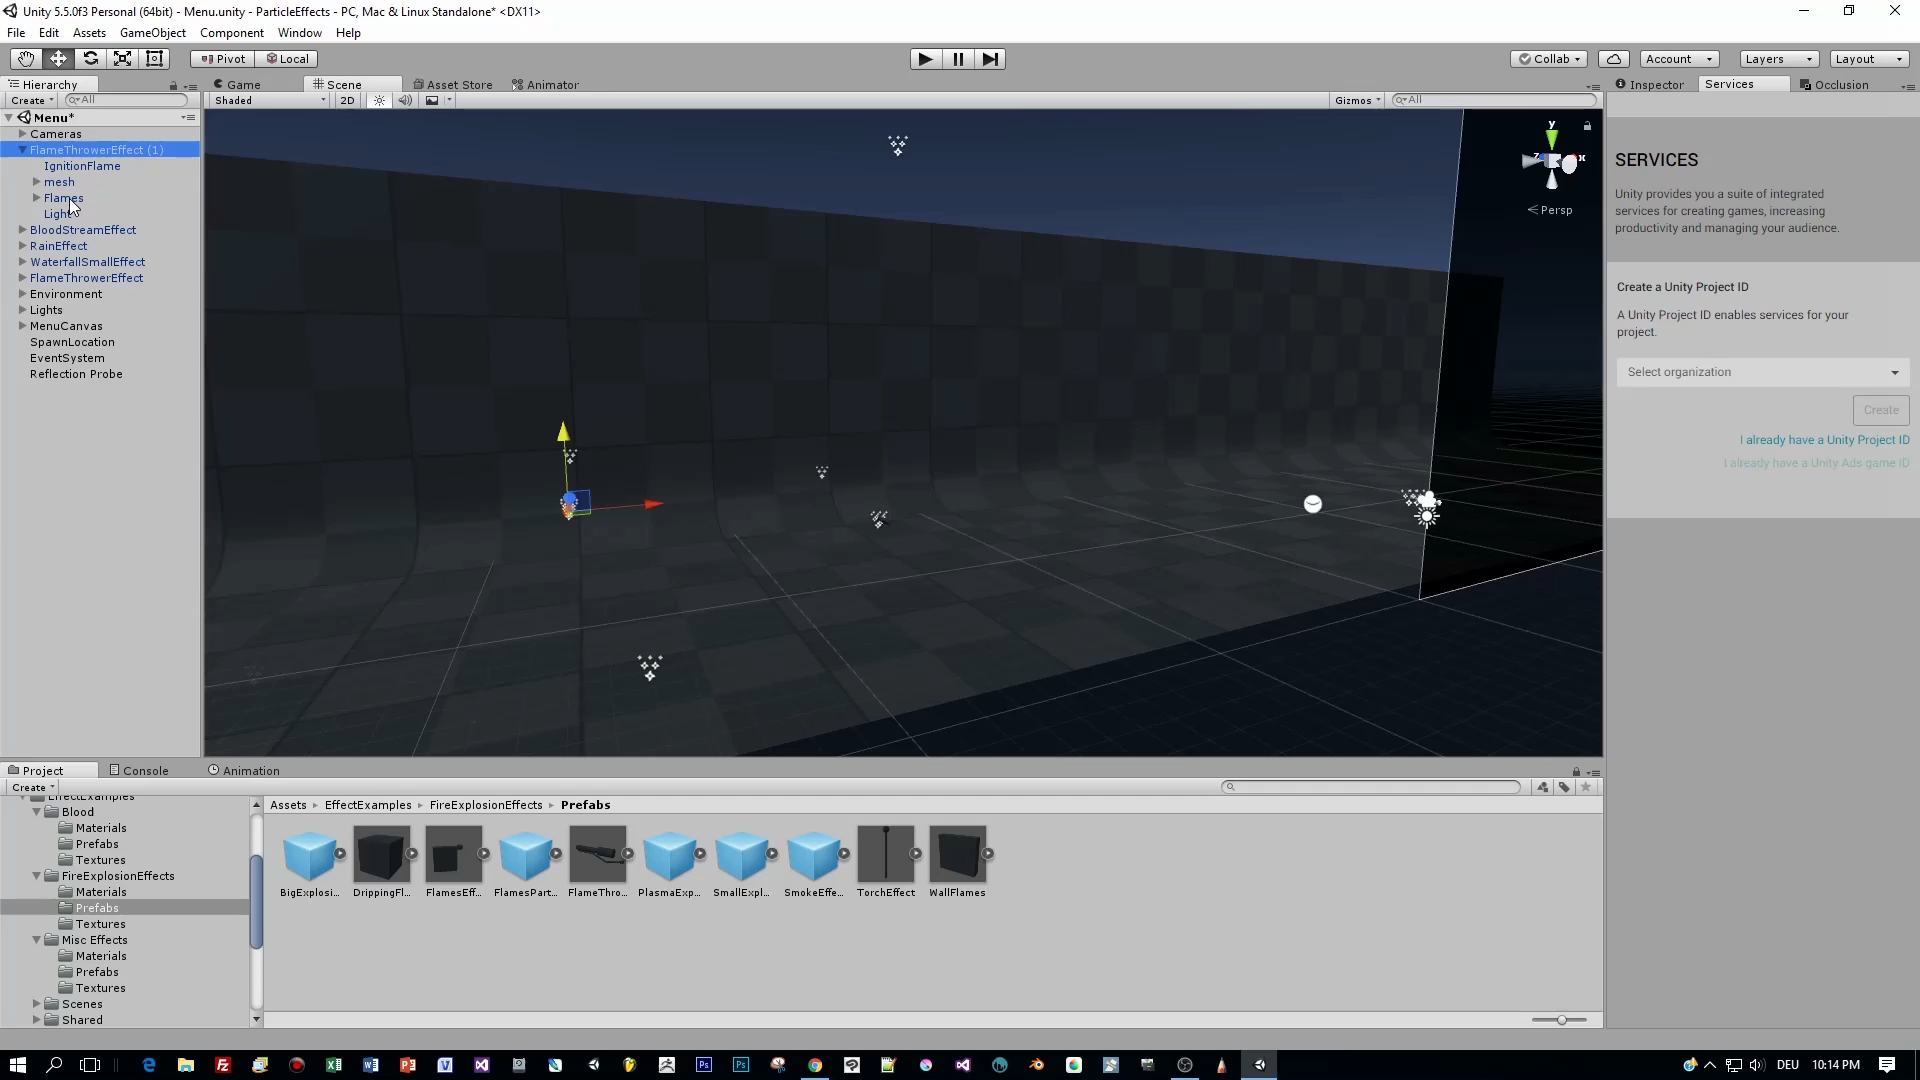 Unity 5.5.0f3 Personal (64bit) - Menu.unity - ParticleEffects - PC, Mac & Linux Standalone* <DX11>
File Edit Assets GameObject Component Window Help
Pivot Local Collab Account Layers Layout
Hierarchy Game Scene Asset Store Animator Inspector Services Occlusion
Create All Shaded 2D Gizmos All
Menu*
Cameras
FlameThrowerEffect (1)
IgnitionFlame
mesh
Flames
Light
BloodStreamEffect
RainEffect
WaterfallSmallEffect
FlameThrowerEffect
Environment
Lights
MenuCanvas
SpawnLocation
EventSystem
Reflection Probe
y
z x
Persp
SERVICES
Unity provides you a suite of integrated
services for creating games, increasing
productivity and managing your audience.
Create a Unity Project ID
A Unity Project ID enables services for your
project.
Select organization
Create
I already have a Unity Project ID
I already have a Unity Ads game ID
Project Console Animation
Create
EffectExamples
Blood
Materials
Prefabs
Textures
FireExplosionEffects
Materials
Prefabs
Textures
Misc Effects
Materials
Prefabs
Textures
Scenes
Shared
Assets EffectExamples FireExplosionEffects Prefabs
BigExplosi... DrippingFl... FlamesEff... FlamesPart... FlameThro... PlasmaExp... SmallExpl... SmokeEffe... TorchEffect WallFlames
DEU 10:14 PM